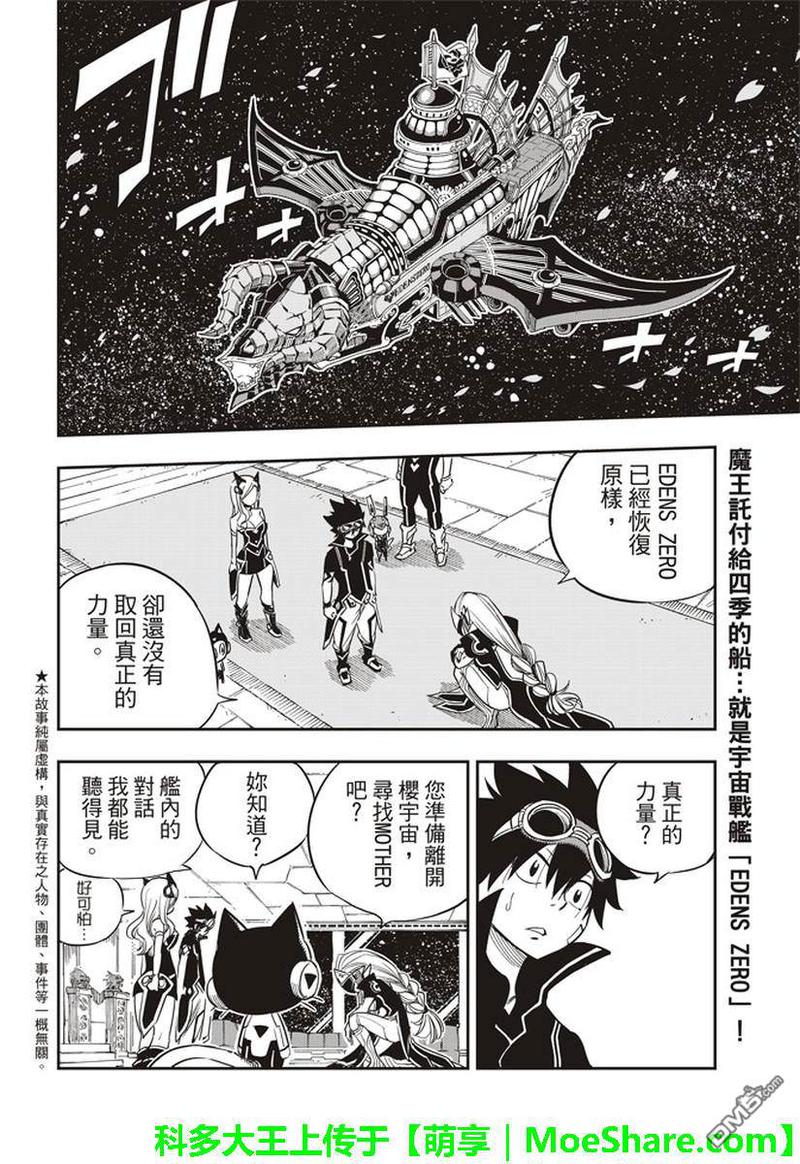 ゴ
魔王託付給四季的船…就是宇宙戰艦「EDENS ZERO」！
EDENS ZERO
已經恢復
原樣，
卻還沒有
取回真正的
力量。
真正的
力量？
您準備離開
櫻宇宙，
尋找MOTHER
吧？
妳知道？
艦內的
對話
我都能
聽得見。
好可怕…
★本故事純屬虛構，與真實存在之人物、團體、事件等一概無關。
科多大王上传于【萌享｜MoeShare.com】